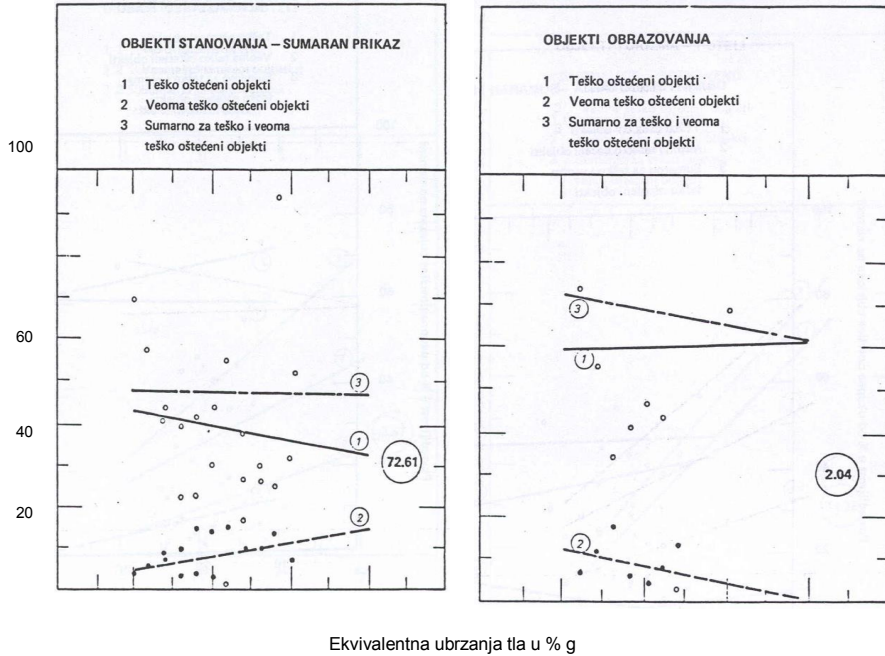 OBJEKTI STANOVANJA – SUMARAN PRIKAZ
1 Teško oštećeni objekti
2 Veoma teško oštećeni objekti
3 Sumarno za teško i veoma
teško oštećeni objekti
100
60
40
20
3
1
72.61
2
OBJEKTI OBRAZOVANJA
1 Teško oštećeni objekti
2 Veoma teško oštećeni objekti
3 Sumarno za teško i veoma
teško oštećeni objekti
3
1
2.04
2
Ekvivalentna ubrzanja tla u % g